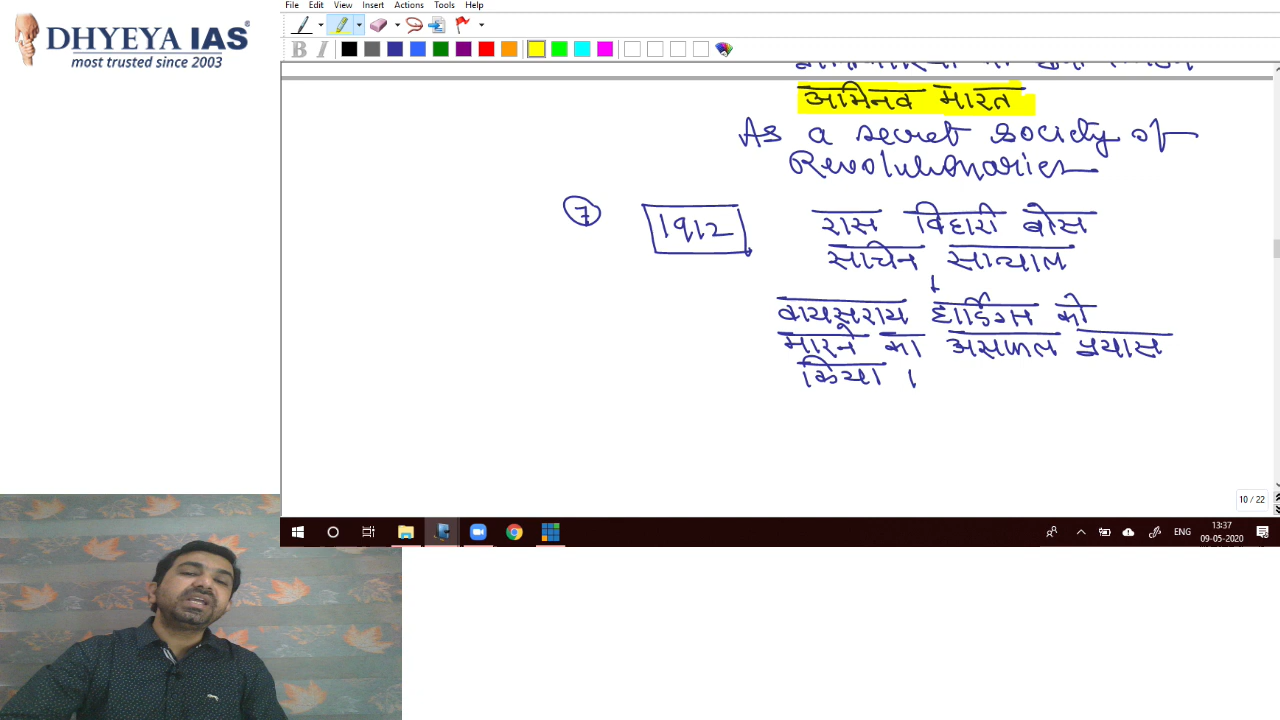 DHYEYA IAS®
most trusted since 2003
File Edit View Insert Actions Tools Help
B I
अभिनव भारत
As a secret society of
Revolutionaries
7 1912 रास विहारी बोस
सचिन सान्याल
वायसराय हार्डिंग्स को
मारने का असफल प्रयास
किया ।
10 / 22
ENG
13:37
09-05-2020